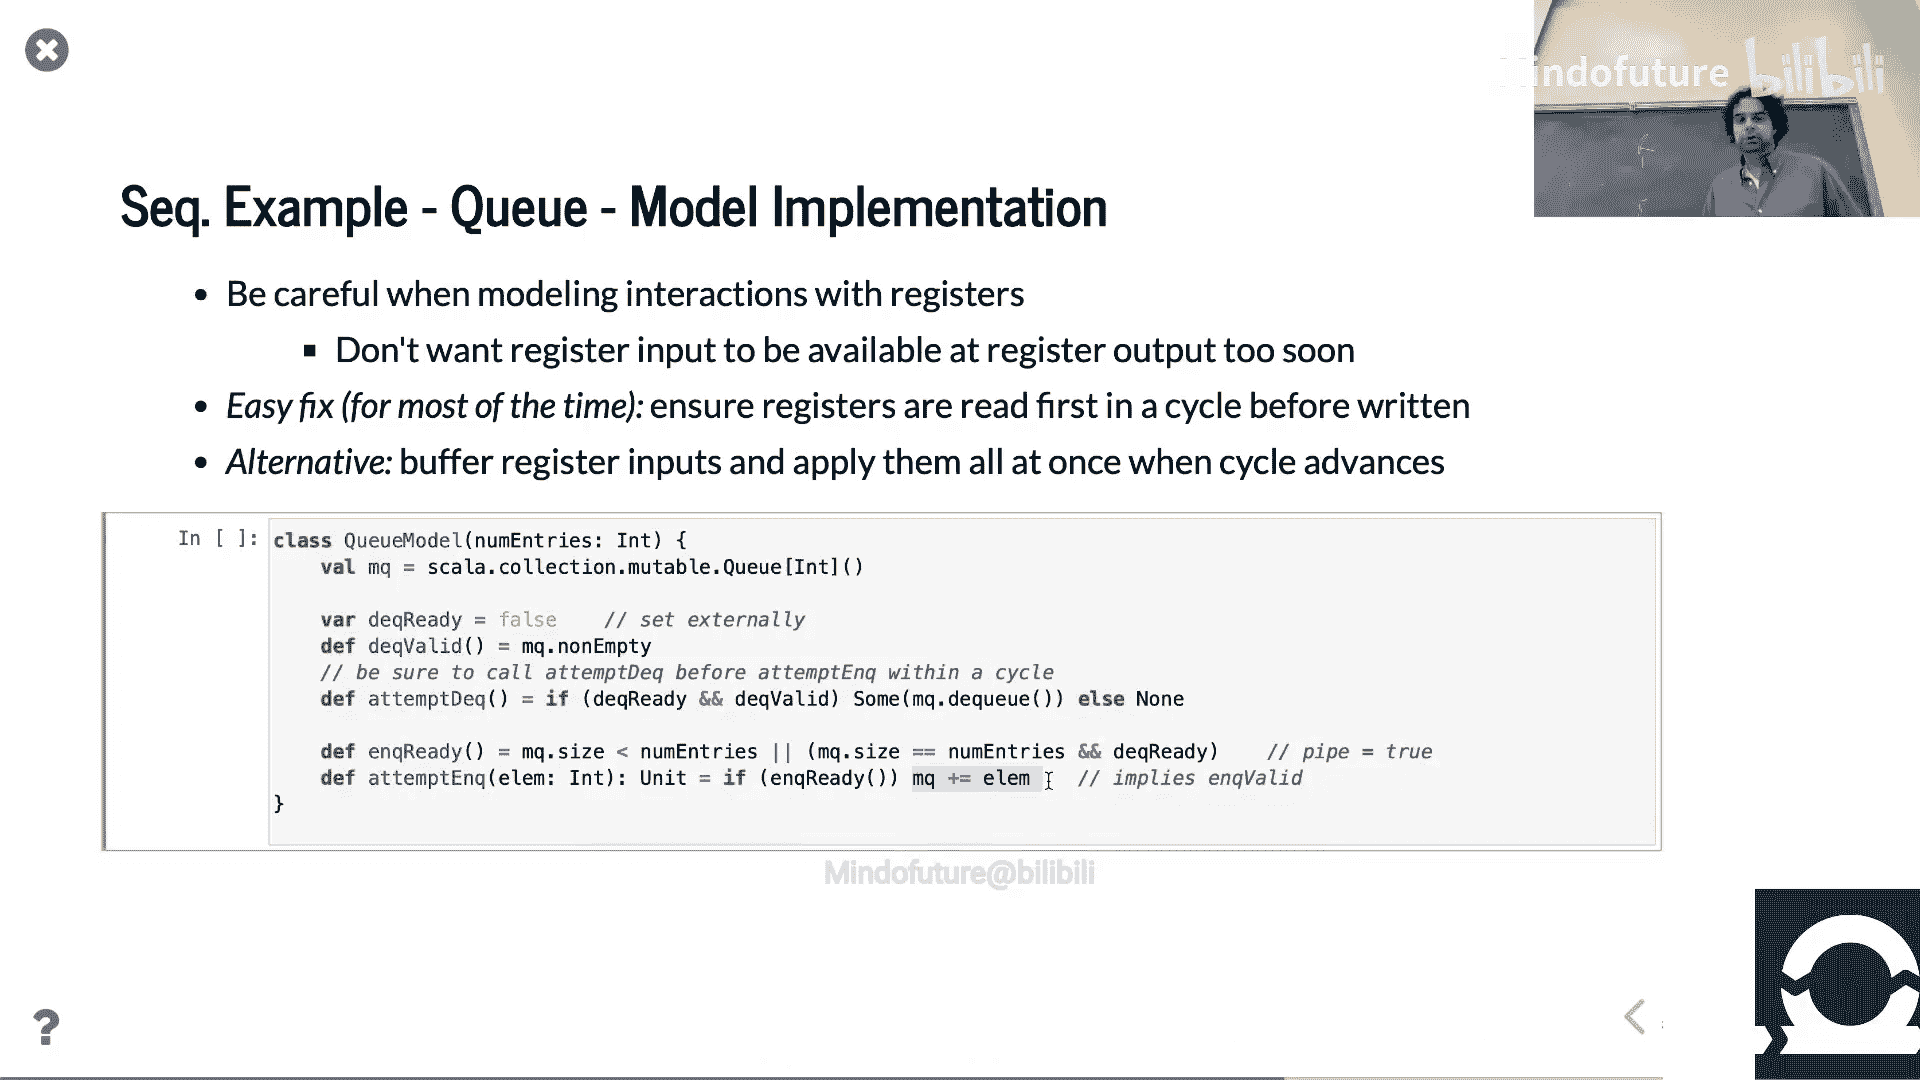 indofuture bilibili
Seq. Example - Queue - Model Implementation
• Be careful when modeling interactions with registers
▪ Don't want register input to be available at register output too soon
• Easy fix (for most of the time): ensure registers are read first in a cycle before written
• Alternative: buffer register inputs and apply them all at once when cycle advances
In [ ]: class QueueModel(numEntries: Int) {
val mq = scala.collection.mutable.Queue[Int]()
var deqReady = false // set externally
def deqValid() = mq.nonEmpty
// be sure to call attemptDeq before attemptEnq within a cycle
def attemptDeq() = if (deqReady && deqValid) Some(mq.dequeue()) else None
def enqReady() = mq.size < numEntries || (mq.size == numEntries && deqReady) // pipe = true
def attemptEnq(elem: Int): Unit = if (enqReady()) mq += elem // implies enqValid
}
Mindofuture@bilibili
?